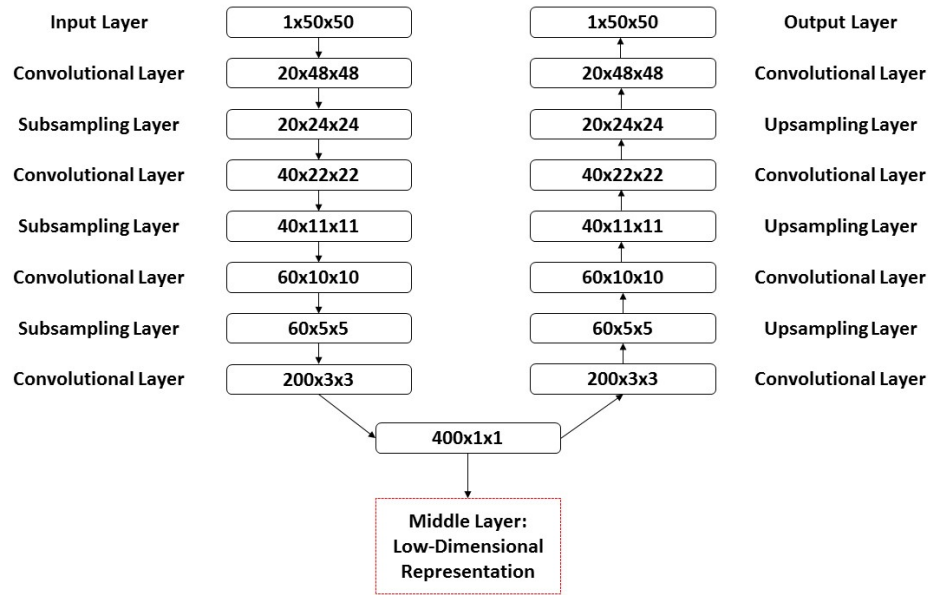 Input Layer 1x50x50 1x50x50 Output Layer
Convolutional Layer 20x48x48 20x48x48 Convolutional Layer
Subsampling Layer 20x24x24 20x24x24 Upsampling Layer
Convolutional Layer 40x22x22 40x22x22 Convolutional Layer
Subsampling Layer 40x11x11 40x11x11 Upsampling Layer
Convolutional Layer 60x10x10 60x10x10 Convolutional Layer
Subsampling Layer 60x5x5 60x5x5 Upsampling Layer
Convolutional Layer 200x3x3 200x3x3 Convolutional Layer
400x1x1
Middle Layer:
Low-Dimensional
Representation